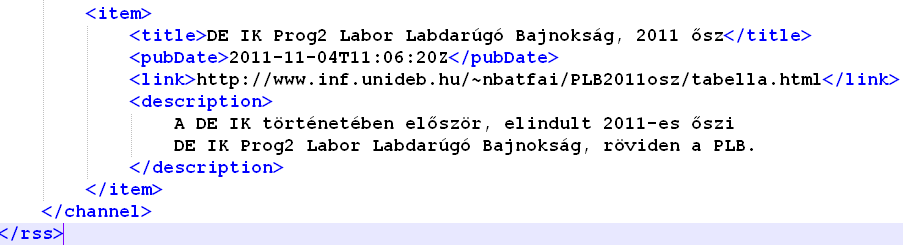 <item>
<title>DE IK Prog2 Labor Labdarúgó Bajnokság, 2011 ősz</title>
<pubDate>2011-11-04T11:06:20Z</pubDate>
<link>http://www.inf.unideb.hu/~nbatfai/PLB2011osz/tabella.html</link>
<description>
A DE IK történetében először, elindult 2011-es őszi
DE IK Prog2 Labor Labdarúgó Bajnokság, röviden a PLB.
</description>
</item>
</channel>
</rss>